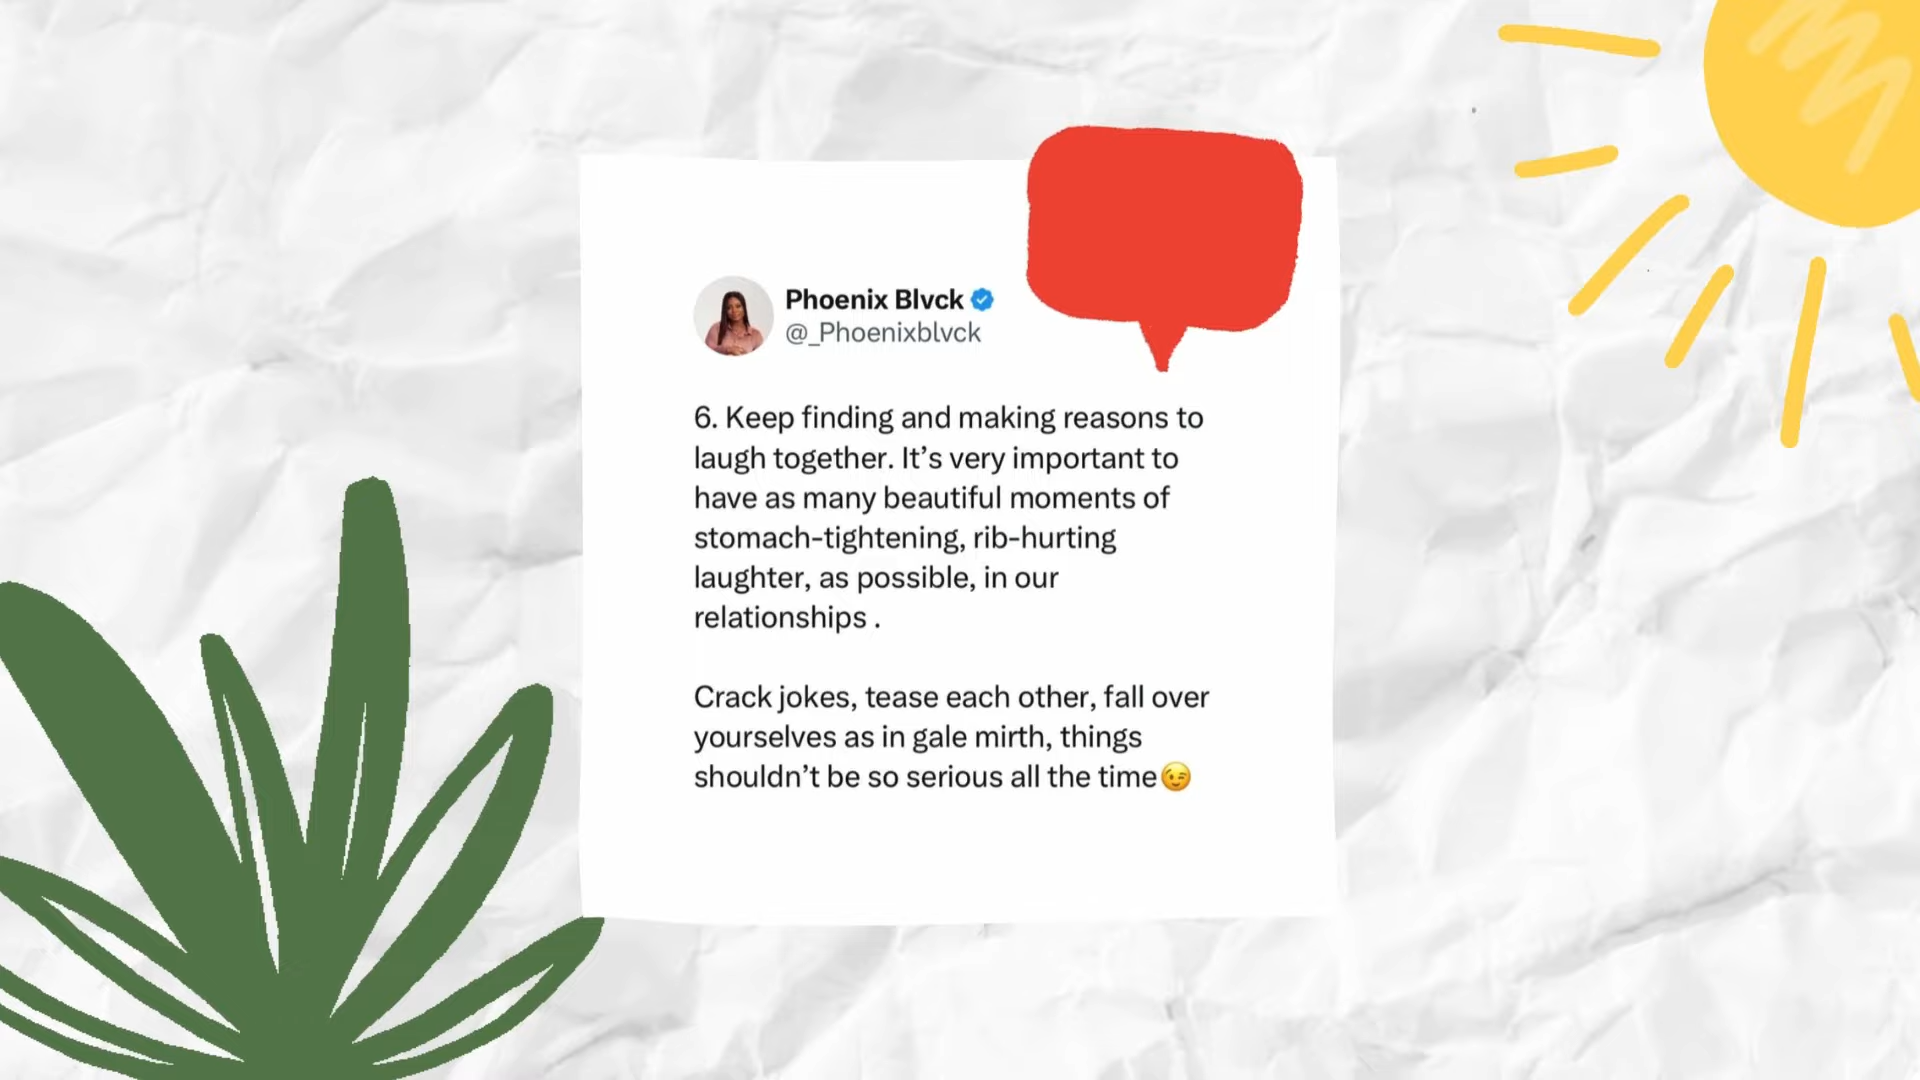 Phoenix Blvck
@_Phoenixblvck
6. Keep finding and making reasons to
laugh together. It’s very important to
have as many beautiful moments of
stomach-tightening, rib-hurting
laughter, as possible, in our
relationships .
Crack jokes, tease each other, fall over
yourselves as in gale mirth, things
shouldn’t be so serious all the time😉